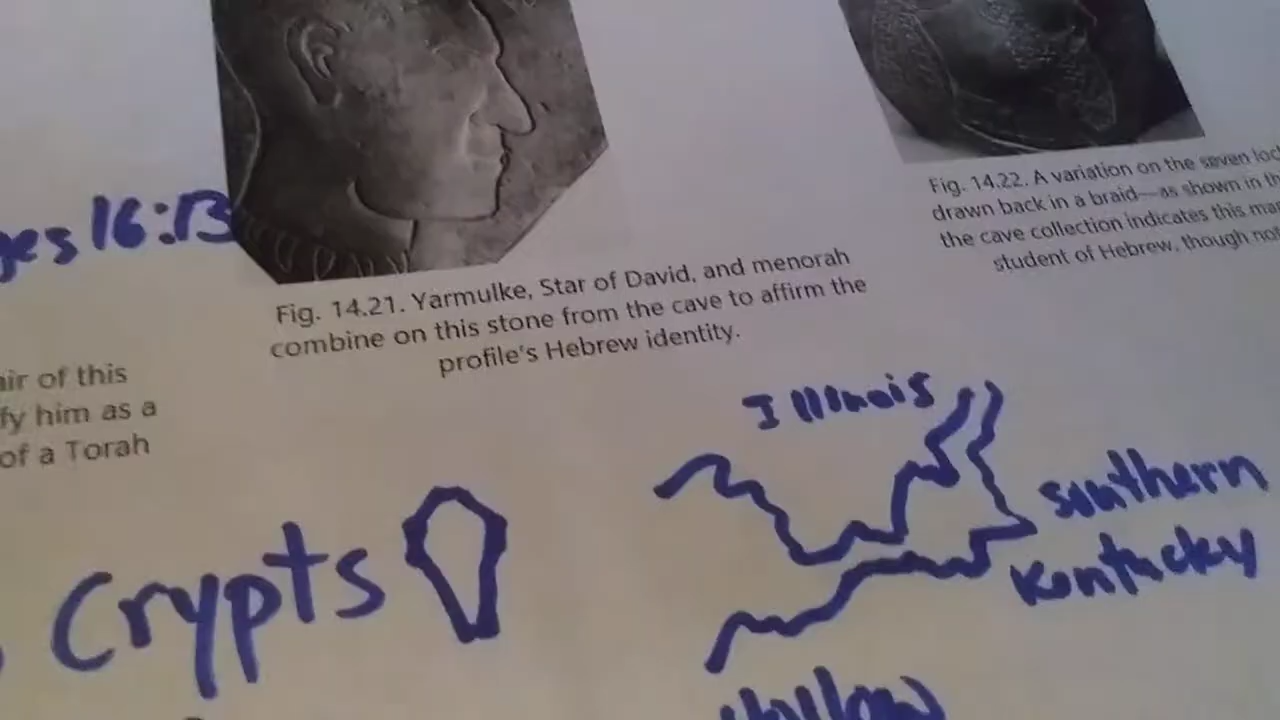 ges 16:13
Fig. 14.21. Yarmulke, Star of David, and menorah
combine on this stone from the cave to affirm the
profile's Hebrew identity.
Fig. 14.22. A variation on the seven loc
drawn back in a braid—as shown in th
the cave collection indicates this ma
student of Hebrew, though not
air of this
fy him as a
of a Torah
Illinois
Southern
Kentucky
Crypts
Hollow